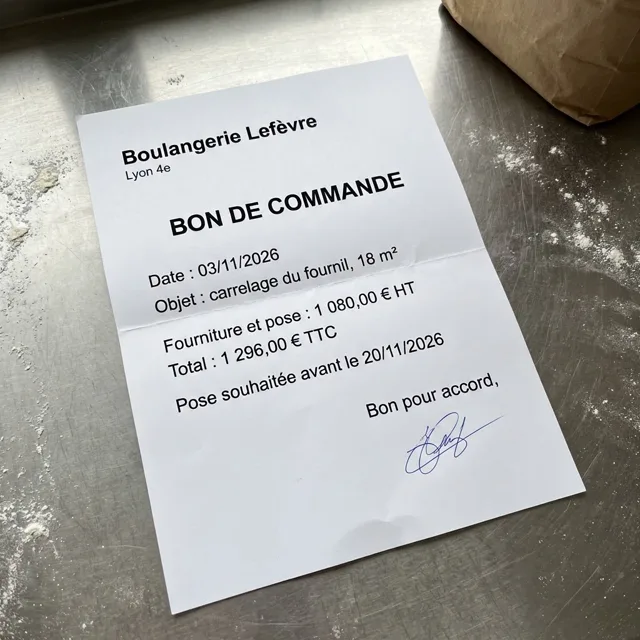 Boulangerie Lefèvre
Lyon 4e
BON DE COMMANDE
Date : 03/11/2026
Objet : carrelage du fournil, 18 m²
Fourniture et pose : 1 080,00 € HT
Total : 1 296,00 € TTC
Pose souhaitée avant le 20/11/2026
Bon pour accord,